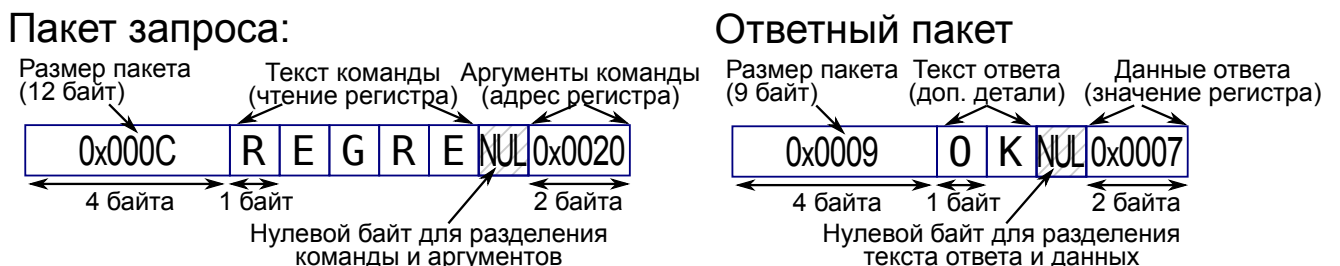 Пакет запроса:
Размер пакета
(12 байт)
Текст команды
(чтение регистра)
Аргументы команды
(адрес регистра)
0x000C R E G R E NUL 0x0020
4 байта 1 байт 2 байта
Нулевой байт для разделения
команды и аргументов
Ответный пакет
Размер пакета
(9 байт)
Текст ответа
(доп. детали)
Данные ответа
(значение регистра)
0x0009 O K NUL 0x0007
4 байта 1 байт 2 байта
Нулевой байт для разделения
текста ответа и данных